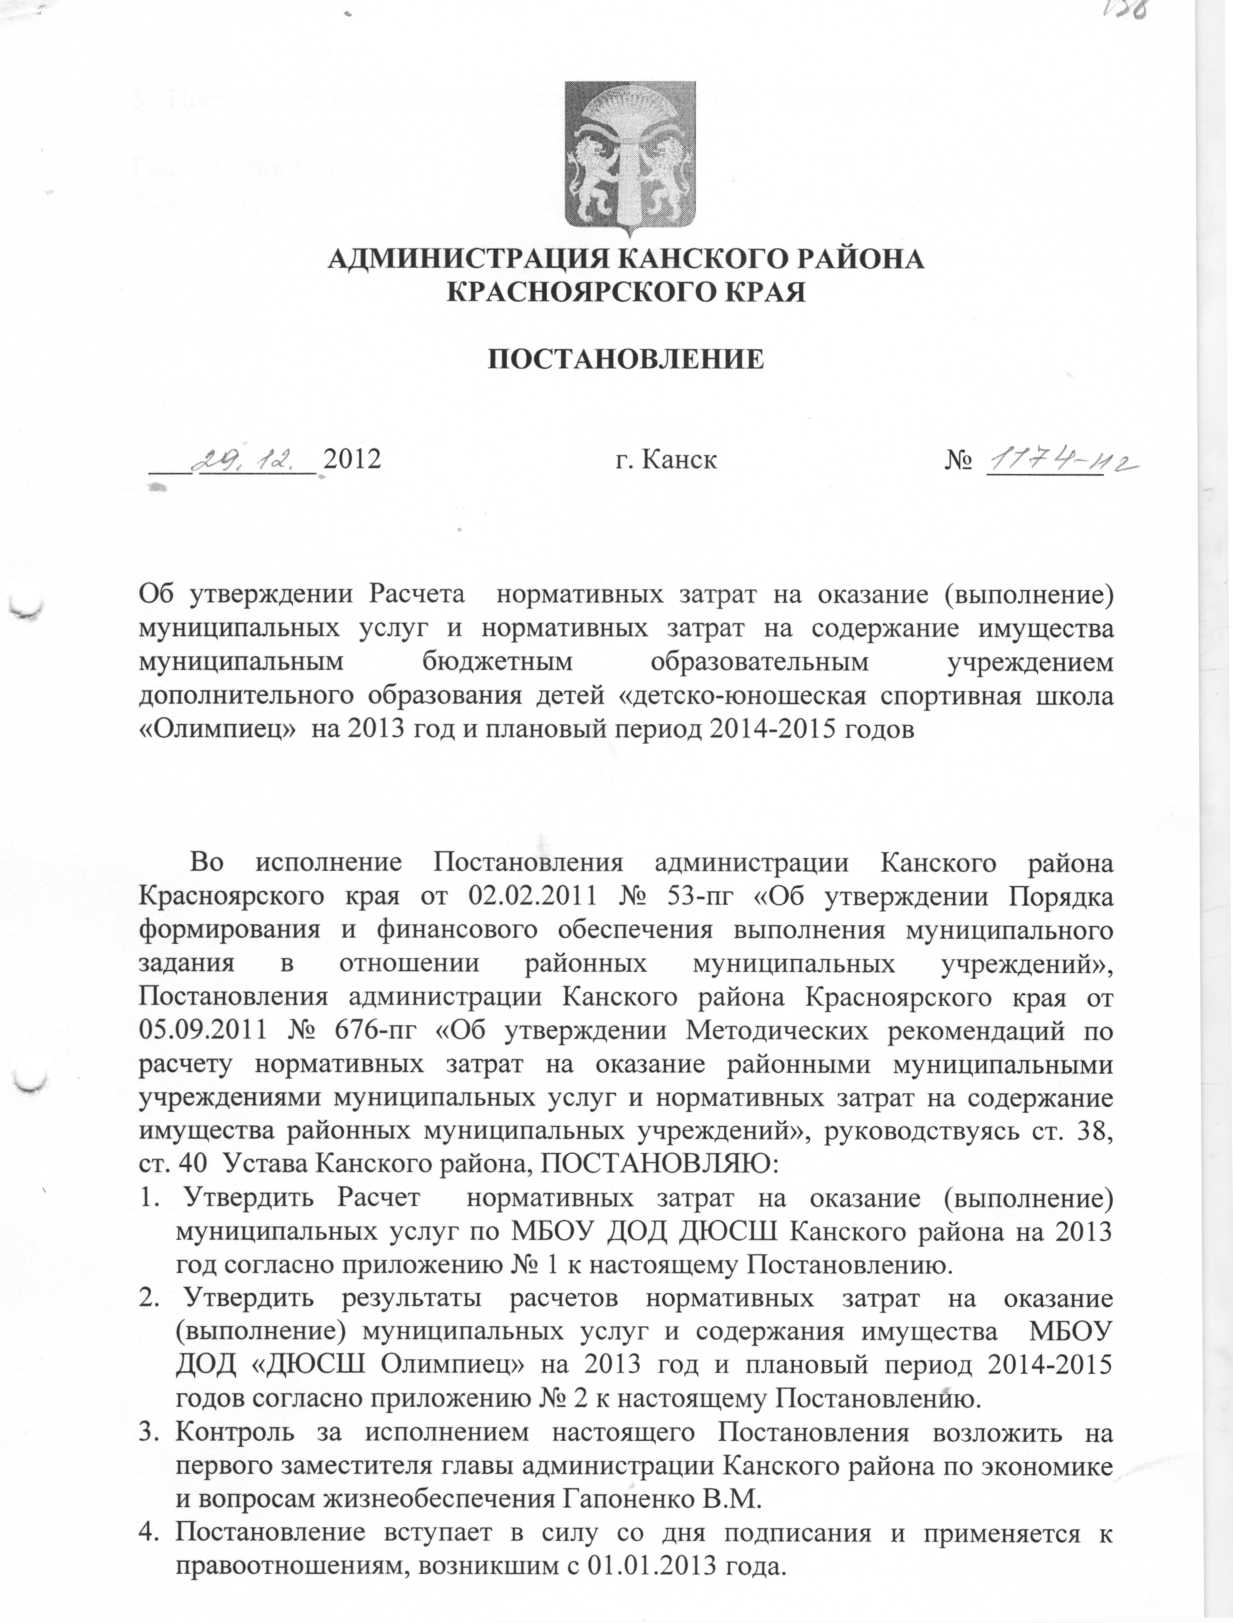 АДМИНИСТРАЦИЯ КАНСКОГО РАЙОНА
КРАСНОЯРСКОГО КРАЯ
ПОСТАНОВЛЕНИЕ
29.12. 2012 г. Канск № 1174-пг
Об утверждении Расчета нормативных затрат на оказание (выполнение)
муниципальных услуг и нормативных затрат на содержание имущества
муниципальным бюджетным образовательным учреждением
дополнительного образования детей «детско-юношеская спортивная школа
«Олимпиец» на 2013 год и плановый период 2014-2015 годов
Во исполнение Постановления администрации Канского района
Красноярского края от 02.02.2011 № 53-пг «Об утверждении Порядка
формирования и финансового обеспечения выполнения муниципального
задания в отношении районных муниципальных учреждений»,
Постановления администрации Канского района Красноярского края от
05.09.2011 № 676-пг «Об утверждении Методических рекомендаций по
расчету нормативных затрат на оказание районными муниципальными
учреждениями муниципальных услуг и нормативных затрат на содержание
имущества районных муниципальных учреждений», руководствуясь ст. 38,
ст. 40 Устава Канского района, ПОСТАНОВЛЯЮ:
1. Утвердить Расчет нормативных затрат на оказание (выполнение)
муниципальных услуг по МБОУ ДОД ДЮСШ Канского района на 2013
год согласно приложению № 1 к настоящему Постановлению.
2. Утвердить результаты расчетов нормативных затрат на оказание
(выполнение) муниципальных услуг и содержания имущества МБОУ
ДОД «ДЮСШ Олимпиец» на 2013 год и плановый период 2014-2015
годов согласно приложению № 2 к настоящему Постановлению.
3. Контроль за исполнением настоящего Постановления возложить на
первого заместителя главы администрации Канского района по экономике
и вопросам жизнеобеспечения Гапоненко В.М.
4. Постановление вступает в силу со дня подписания и применяется к
правоотношениям, возникшим с 01.01.2013 года.